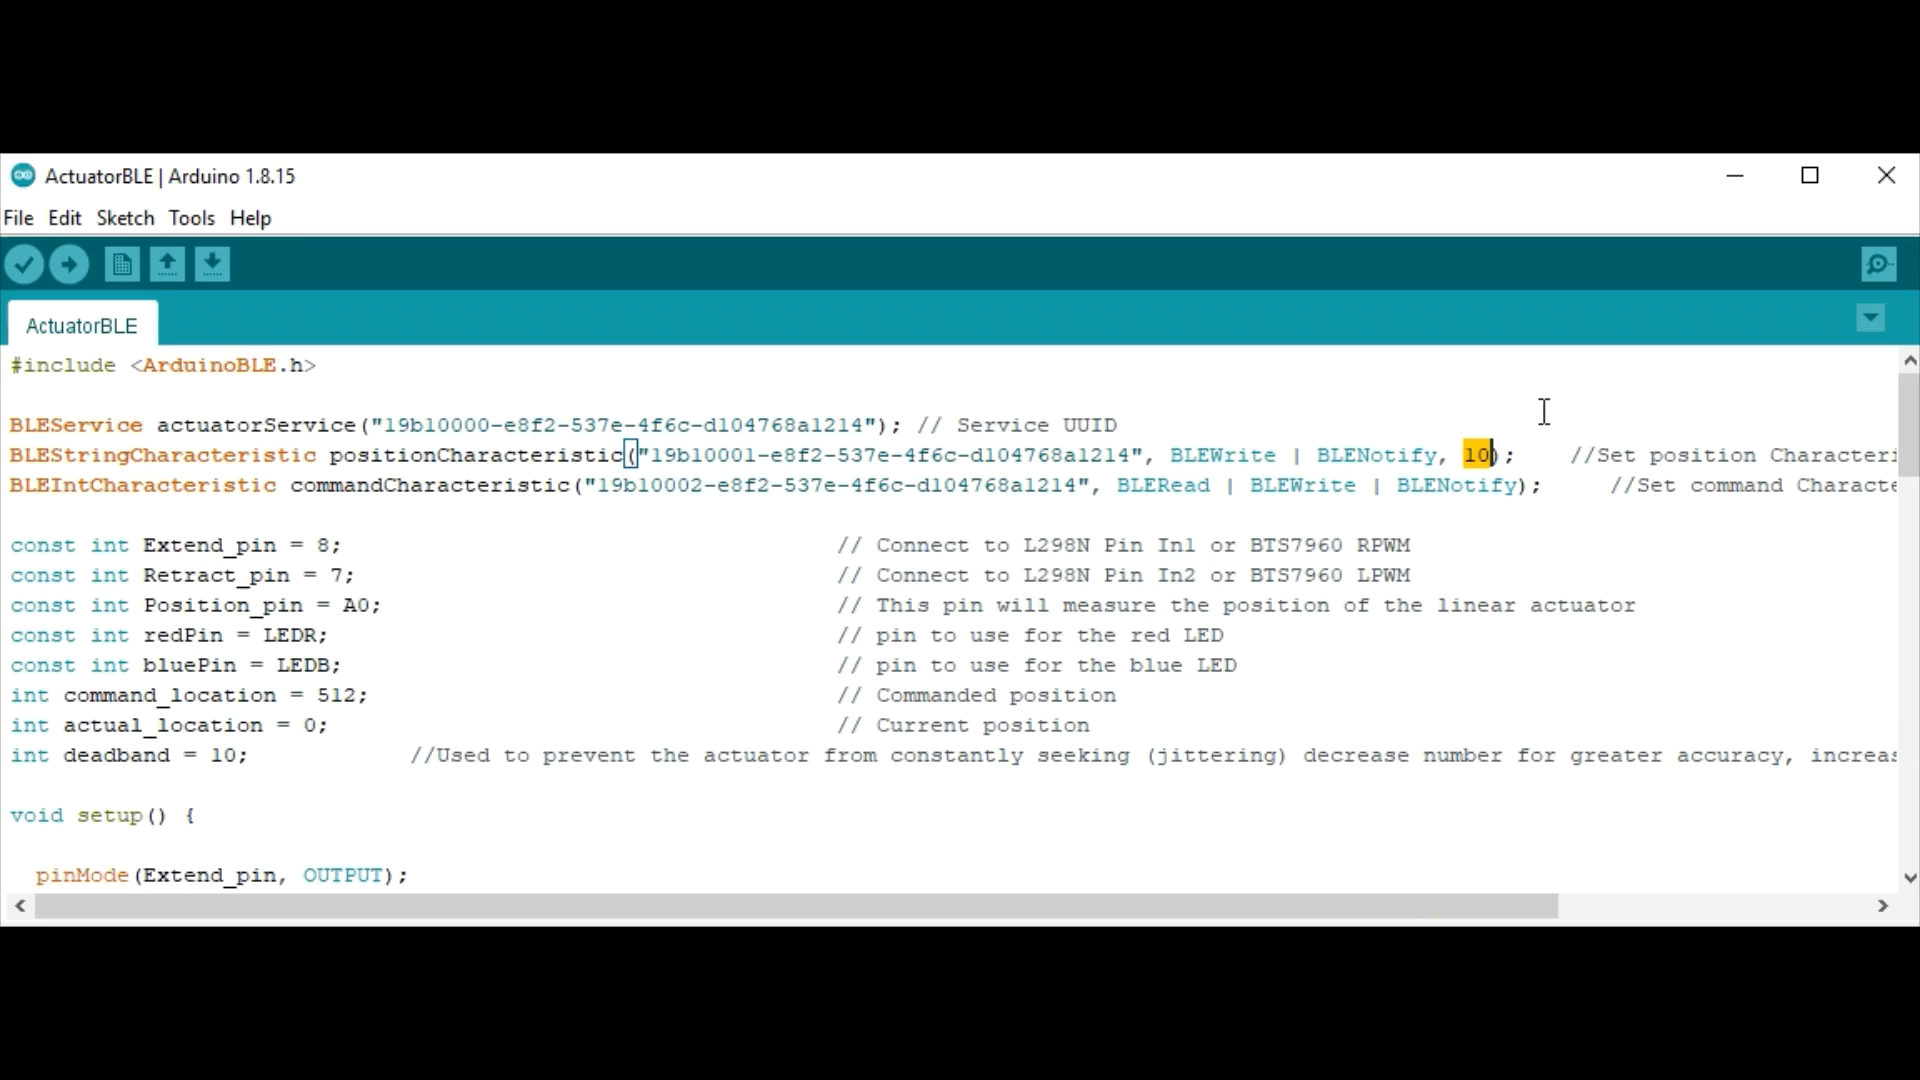 ActuatorBLE | Arduino 1.8.15
File Edit Sketch Tools Help
ActuatorBLE
#include <ArduinoBLE.h>
BLEService actuatorService("19b10000-e8f2-537e-4f6c-d104768a1214"); // Service UUID
BLEStringCharacteristic positionCharacteristic("19b10001-e8f2-537e-4f6c-d104768a1214", BLEWrite | BLENotify, 10); //Set position Characteri
BLEIntCharacteristic commandCharacteristic("19b10002-e8f2-537e-4f6c-d104768a1214", BLERead | BLEWrite | BLENotify); //Set command Characte
const int Extend_pin = 8; // Connect to L298N Pin In1 or BTS7960 RPWM
const int Retract_pin = 7; // Connect to L298N Pin In2 or BTS7960 LPWM
const int Position_pin = A0; // This pin will measure the position of the linear actuator
const int redPin = LEDR; // pin to use for the red LED
const int bluePin = LEDB; // pin to use for the blue LED
int command_location = 512; // Commanded position
int actual_location = 0; // Current position
int deadband = 10; //Used to prevent the actuator from constantly seeking (jittering) decrease number for greater accuracy, increas
void setup() {
pinMode(Extend_pin, OUTPUT);